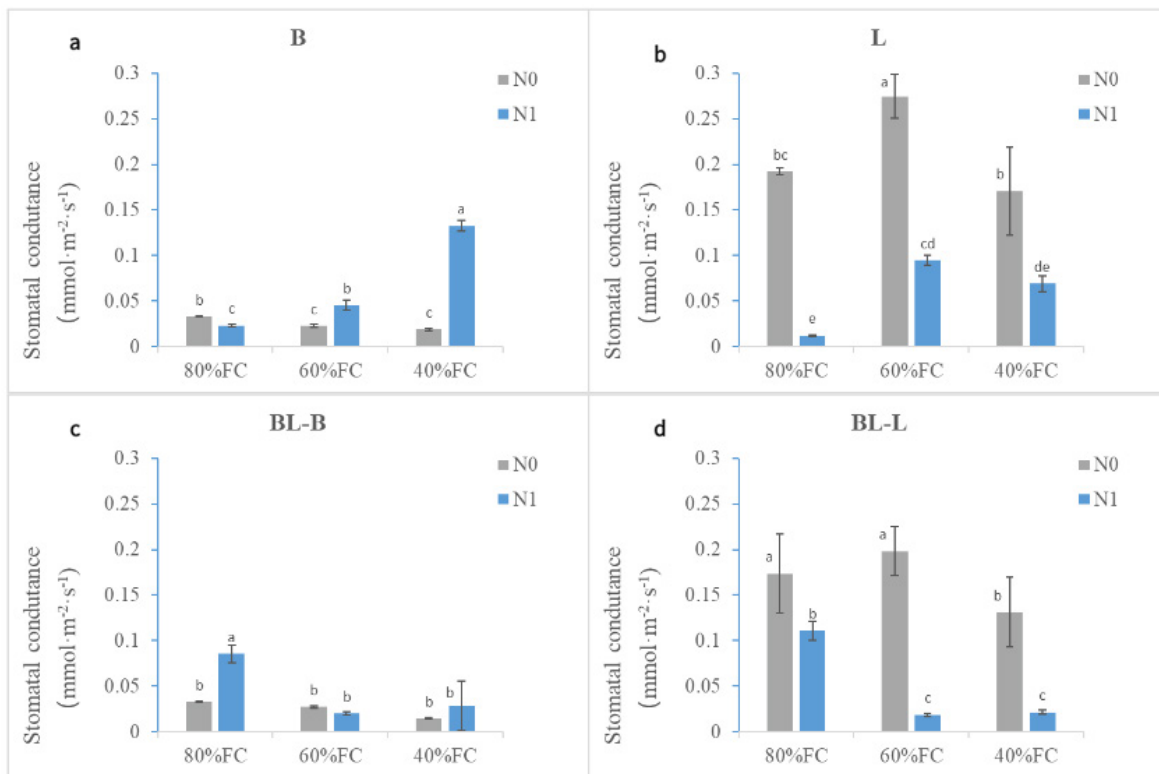 a
B
N0
N1
0.3
0.25
0.2
0.15
0.1
0.05
0
Stomatal condutance
(mmol·m⁻²·s⁻¹)
b c c b c a
80%FC 60%FC 40%FC
b
L
N0
N1
0.3
0.25
0.2
0.15
0.1
0.05
0
Stomatal condutance
(mmol·m⁻²·s⁻¹)
bc e a cd b de
80%FC 60%FC 40%FC
c
BL-B
N0
N1
0.3
0.25
0.2
0.15
0.1
0.05
0
Stomatal condutance
(mmol·m⁻²·s⁻¹)
b a b b b b
80%FC 60%FC 40%FC
d
BL-L
N0
N1
0.3
0.25
0.2
0.15
0.1
0.05
0
Stomatal condutance
(mmol·m⁻²·s⁻¹)
a b a c b c
80%FC 60%FC 40%FC